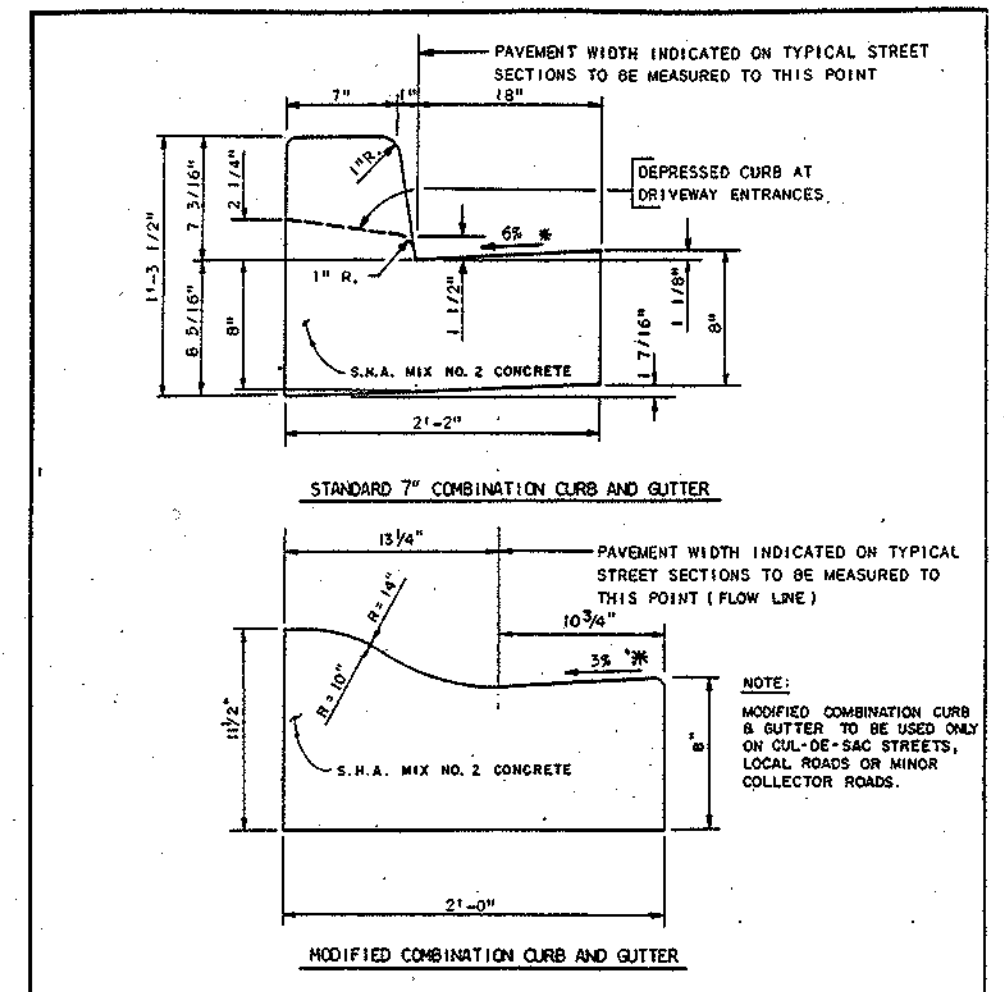 PAVEMENT WIDTH INDICATED ON TYPICAL STREET
SECTIONS TO BE MEASURED TO THIS POINT
7"
1"
18"
1"R.
DEPRESSED CURB AT
DRIVEWAY ENTRANCES
2 1/4"
7 3/16"
1'-3 1/2"
6% *
1" R.
1 1/2"
1 1/8"
8 5/16"
8"
8"
1 7/16"
S.H.A. MIX NO. 2 CONCRETE
2'-2"
STANDARD 7" COMBINATION CURB AND GUTTER
13 1/4"
PAVEMENT WIDTH INDICATED ON TYPICAL
STREET SECTIONS TO BE MEASURED TO
THIS POINT (FLOW LINE)
10 3/4"
R = 14"
R = 10"
3% *
11 1/2"
8"
NOTE:
MODIFIED COMBINATION CURB
& GUTTER TO BE USED ONLY
ON CUL-DE-SAC STREETS,
LOCAL ROADS OR MINOR
COLLECTOR ROADS.
S.H.A. MIX NO. 2 CONCRETE
2'-0"
MODIFIED COMBINATION CURB AND GUTTER